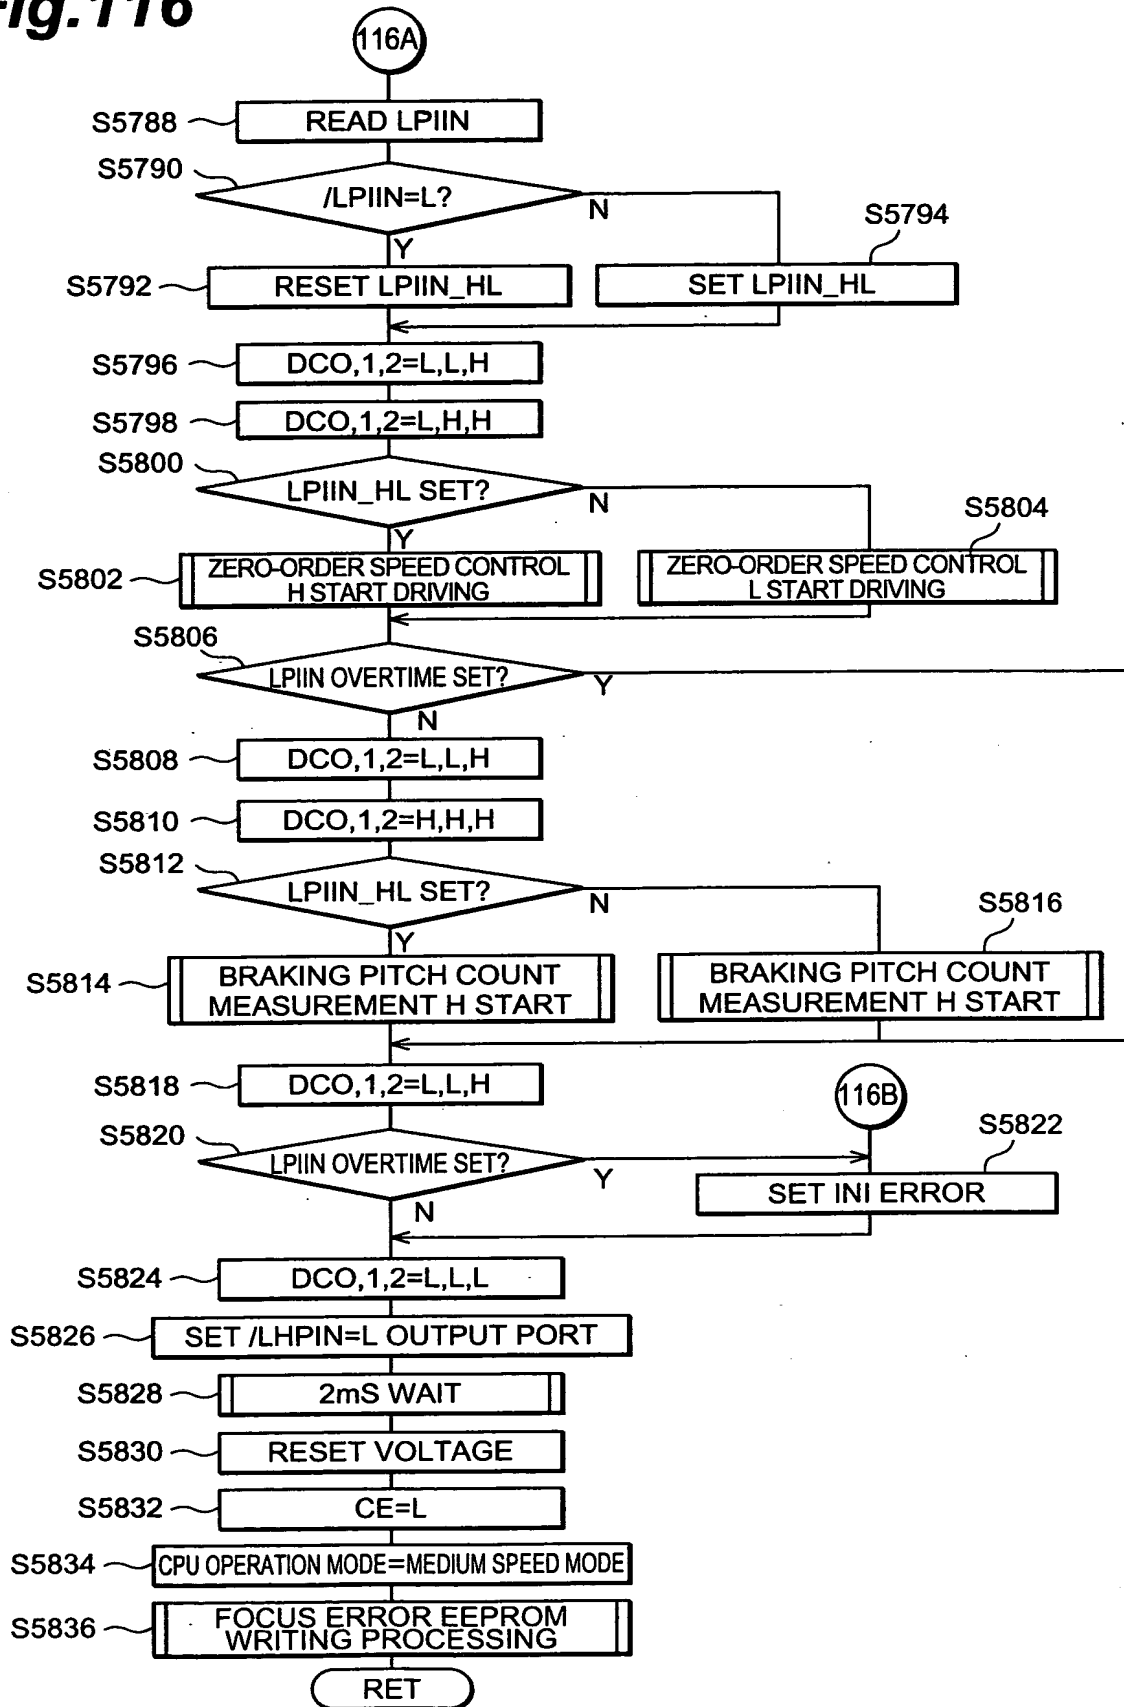 Fig.116
116A
S5788
READ LPIIN
S5790
/LPIIN=L?
N
S5794
Y
S5792
RESET LPIIN_HL
SET LPIIN_HL
S5796
DCO,1,2=L,L,H
S5798
DCO,1,2=L,H,H
S5800
LPIIN_HL SET?
N
S5804
Y
S5802
ZERO-ORDER SPEED CONTROL
H START DRIVING
ZERO-ORDER SPEED CONTROL
L START DRIVING
S5806
LPIIN OVERTIME SET?
Y
N
S5808
DCO,1,2=L,L,H
S5810
DCO,1,2=H,H,H
S5812
LPIIN_HL SET?
N
S5816
Y
S5814
BRAKING PITCH COUNT
MEASUREMENT H START
BRAKING PITCH COUNT
MEASUREMENT H START
S5818
DCO,1,2=L,L,H
116B
S5820
LPIIN OVERTIME SET?
Y
S5822
SET INI ERROR
N
S5824
DCO,1,2=L,L,L
S5826
SET /LHPIN=L OUTPUT PORT
S5828
2mS WAIT
S5830
RESET VOLTAGE
S5832
CE=L
S5834
CPU OPERATION MODE=MEDIUM SPEED MODE
S5836
FOCUS ERROR EEPROM
WRITING PROCESSING
RET